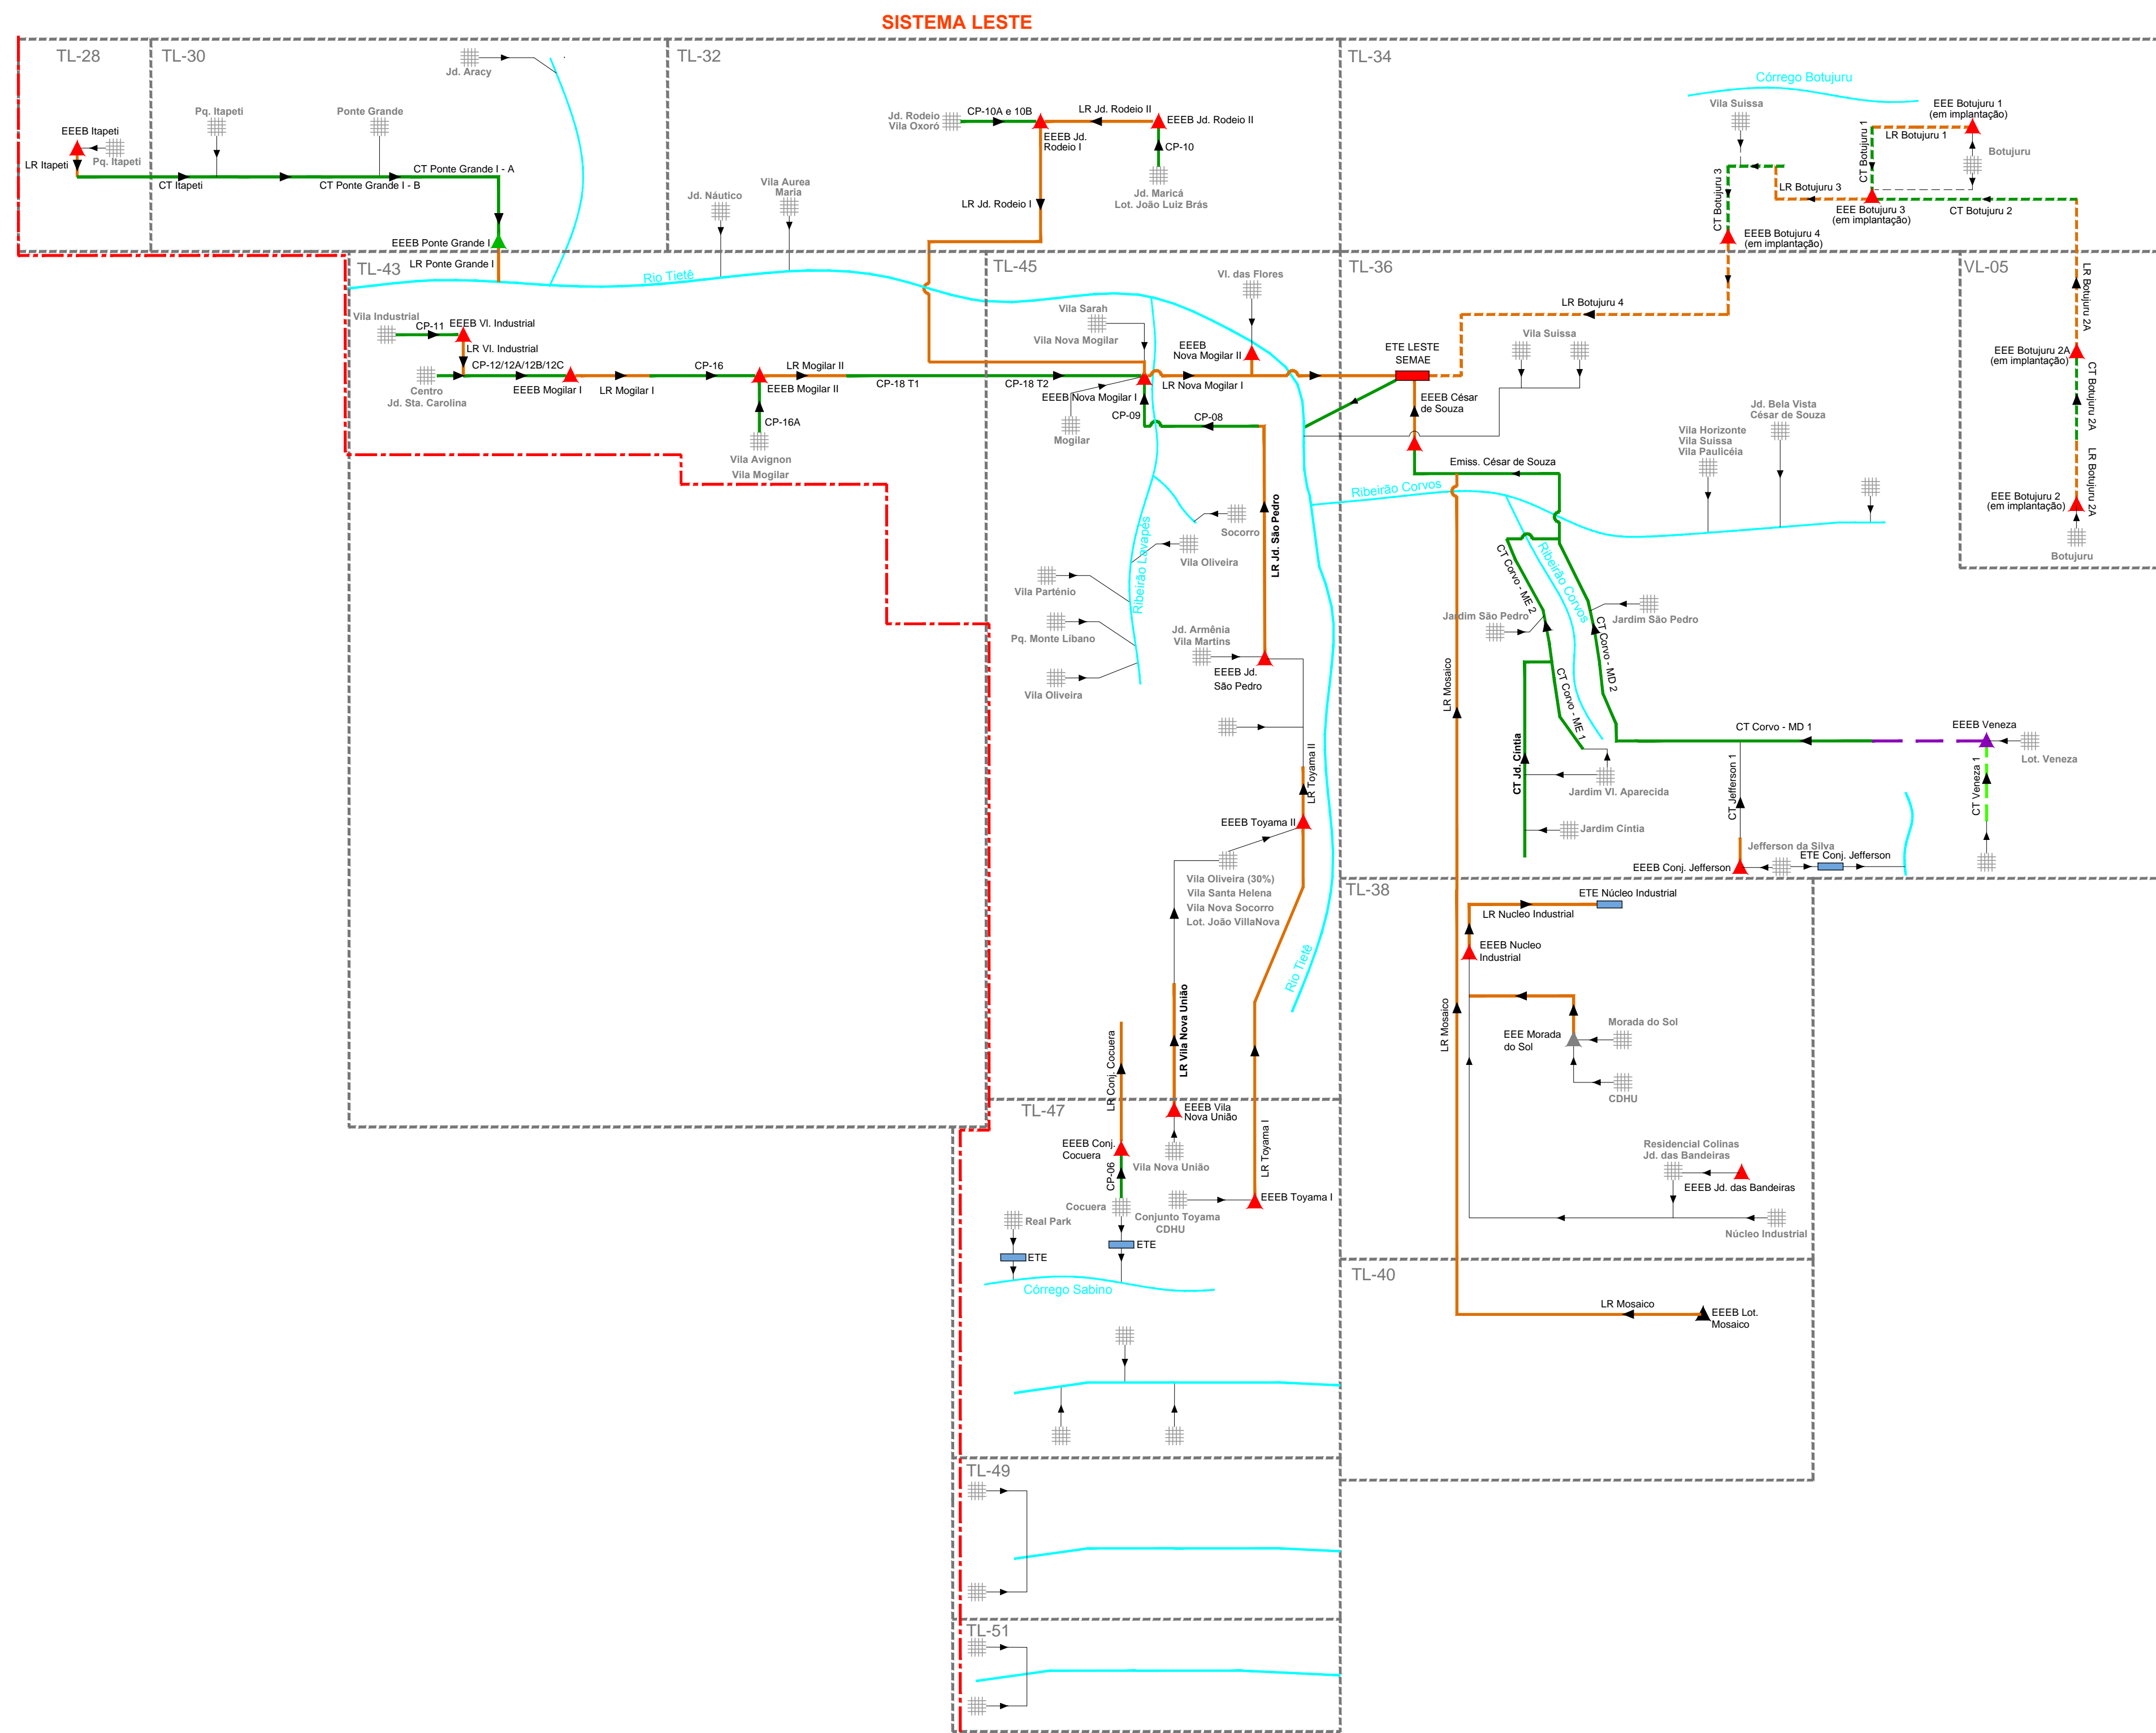 SISTEMA LESTE
TL-28
TL-30
TL-32
TL-34
Jd. Aracy
Pq. Itapeti
Ponte Grande
EEEB Itapeti
Pq. Itapeti
LR Itapeti
CT Itapeti
CT Ponte Grande I - B
CT Ponte Grande I - A
EEEB Ponte Grande I
LR Ponte Grande I
Jd. Rodeio
Vila Oxoró
CP-10A e 10B
LR Jd. Rodeio II
EEEB Jd. Rodeio II
EEEB Jd.
Rodeio I
CP-10
Jd. Maricá
Lot. João Luiz Brás
LR Jd. Rodeio I
Jd. Náutico
Vila Aurea
Maria
Córrego Botujuru
Vila Suissa
EEE Botujuru 1
(em implantação)
LR Botujuru 1
CT Botujuru 1
Botujuru
LR Botujuru 3
CT Botujuru 3
EEE Botujuru 3
(em implantação)
CT Botujuru 2
EEEB Botujuru 4
(em implantação)
TL-43
TL-45
TL-36
VL-05
Rio Tietê
Vila Industrial
CP-11
EEEB Vl. Industrial
LR Vl. Industrial
CP-12/12A/12B/12C
Centro
Jd. Sta. Carolina
EEEB Mogilar I
LR Mogilar I
CP-16
LR Mogilar II
EEEB Mogilar II
CP-16A
Vila Avignon
Vila Mogilar
CP-18 T1
CP-18 T2
Vila Sarah
Vila Nova Mogilar
Vl. das Flores
EEEB
Nova Mogilar II
EEEB Nova Mogilar I
LR Nova Mogilar I
CP-09
CP-08
Mogilar
ETE LESTE
SEMAE
LR Botujuru 4
Vila Suissa
EEEB César
de Souza
Emiss. César de Souza
Jd. Bela Vista
César de Souza
Vila Horizonte
Vila Suissa
Vila Paulicéia
Ribeirão Corvos
LR Botujuru 2A
EEE Botujuru 2A
(em implantação)
CT Botujuru 2A
LR Botujuru 2A
EEE Botujuru 2
(em implantação)
Botujuru
Socorro
Vila Oliveira
Ribeirão Lavapés
Vila Parténio
Pq. Monte Libano
Vila Oliveira
LR Jd. São Pedro
Jd. Armênia
Vila Martins
EEEB Jd.
São Pedro
LR Toyama II
EEEB Toyama II
Vila Oliveira (30%)
Vila Santa Helena
Vila Nova Socorro
Lot. João VillaNova
Rio Tietê
CT Corvo - ME 2
Ribeirão Corvos
Jardim São Pedro
Jardim São Pedro
CT Corvo - MD 2
CT Corvo - ME 1
LR Mosaico
CT Jd. Cíntia
CT Corvo - MD 1
EEEB Veneza
Lot. Veneza
CT Veneza 1
CT Jefferson 1
Jardim Vl. Aparecida
Jardim Cíntia
Jefferson da Silva
EEEB Conj. Jefferson
ETE Conj. Jefferson
TL-38
ETE Núcleo Industrial
LR Nucleo Industrial
EEEB Nucleo
Industrial
LR Mosaico
Morada do Sol
EEE Morada
do Sol
CDHU
Residencial Colinas
Jd. das Bandeiras
EEEB Jd. das Bandeiras
Núcleo Industrial
TL-47
LR Conj. Cocuera
LR Vila Nova União
LR Toyama I
EEEB Vila
Nova União
EEEB Conj.
Cocuera
Vila Nova União
CP-06
Cocuera
Conjunto Toyama
CDHU
EEEB Toyama I
Real Park
ETE
ETE
Córrego Sabino
TL-40
LR Mosaico
EEEB Lot.
Mosaico
TL-49
TL-51